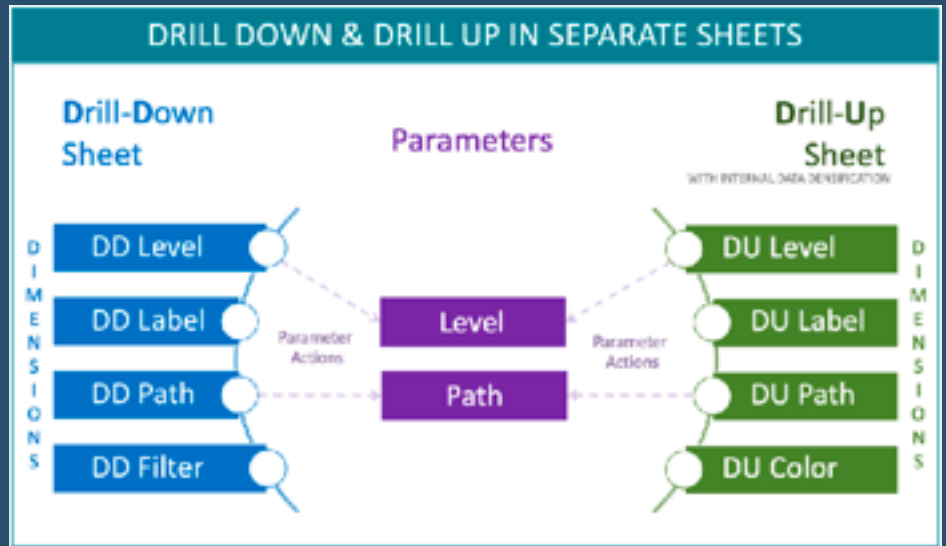 DRILL DOWN & DRILL UP IN SEPARATE SHEETS
Drill-Down
Sheet
Parameters
Drill-Up
Sheet
WITH INTERNAL DATA DENSIFICATION
DIMENSIONS
DD Level
DD Label
DD Path
DD Filter
Parameter
Actions
Level
Path
Parameter
Actions
DU Level
DU Label
DU Path
DU Color
DIMENSIONS